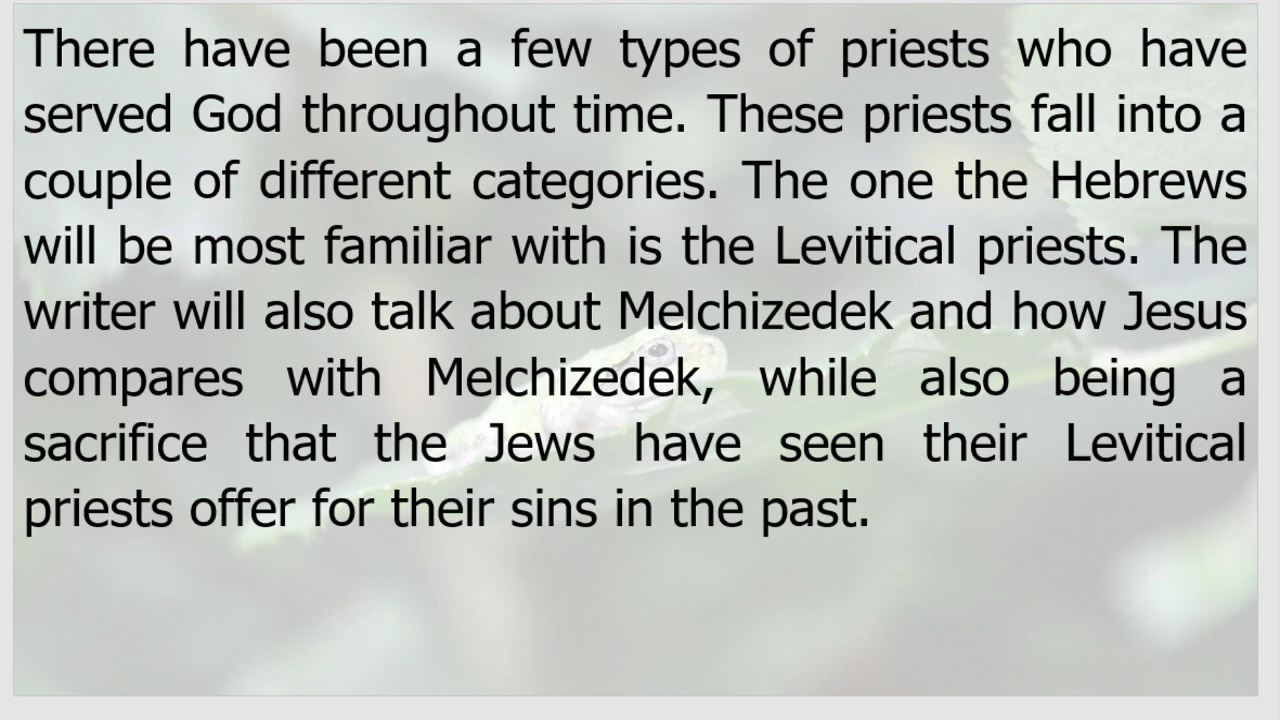 There have been a few types of priests who have
served God throughout time. These priests fall into a
couple of different categories. The one the Hebrews
will be most familiar with is the Levitical priests. The
writer will also talk about Melchizedek and how Jesus
compares with Melchizedek, while also being a
sacrifice that the Jews have seen their Levitical
priests offer for their sins in the past.